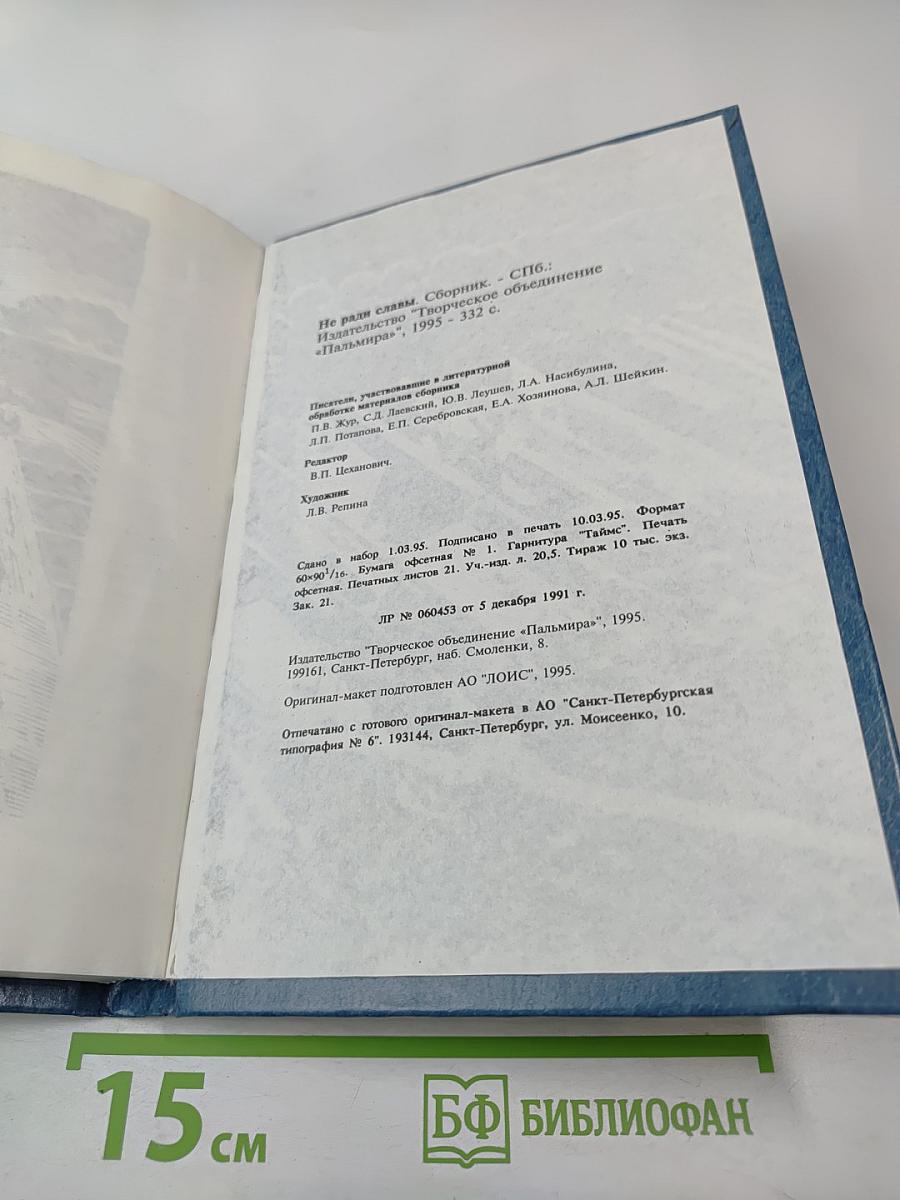 Не ради славы. Сборник. - СПб.:
Издательство "Творческое объединение
«Пальмира»", 1995 - 332 с.
Писатели, участвовавшие в литературной
обработке материалов сборника
П.В. Жур, С.Д. Лаевский, Ю.В. Леушев, Л.А. Насибулина,
Л.П. Потапова, Е.П. Серебровская, Е.А. Хозяинова, А.Л. Шейкин.
Редактор
В.П. Цеханович.
Художник
Л.В. Репина
Сдано в набор 1.03.95. Подписано в печать 10.03.95. Формат
60×90¹/16. Бумага офсетная № 1. Гарнитура "Таймс". Печать
офсетная. Печатных листов 21. Уч.-изд. л. 20,5. Тираж 10 тыс. экз.
Зак. 21.
ЛР № 060453 от 5 декабря 1991 г.
Издательство "Творческое объединение «Пальмира»", 1995.
199161, Санкт-Петербург, наб. Смоленки, 8.
Оригинал-макет подготовлен АО "ЛОИС", 1995.
Отпечатано с готового оригинал-макета в АО "Санкт-Петербургская
типография № 6". 193144, Санкт-Петербург, ул. Моисеенко, 10.
15 см
БФ БИБЛИОФАН